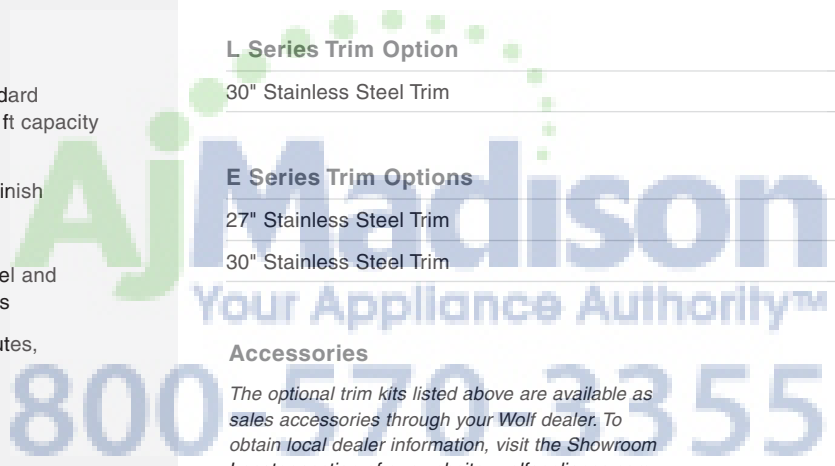 dard
ft capacity
inish
el and
s
utes,
L Series Trim Option
30" Stainless Steel Trim
E Series Trim Options
27" Stainless Steel Trim
30" Stainless Steel Trim
Accessories
The optional trim kits listed above are available as
sales accessories through your Wolf dealer. To
obtain local dealer information, visit the Showroom
AjMadison
Your Appliance Authority™
800-570-3355